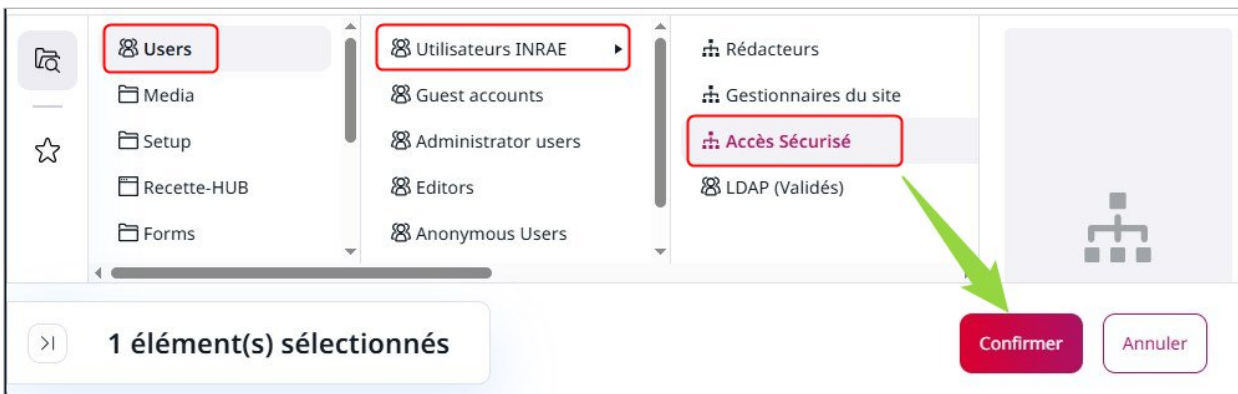 Users
Media
Setup
Recette-HUB
Forms
Utilisateurs INRAE
Guest accounts
Administrator users
Editors
Anonymous Users
Rédacteurs
Gestionnaires du site
Accès Sécurisé
LDAP (Validés)
1 élément(s) sélectionnés
Confirmer
Annuler